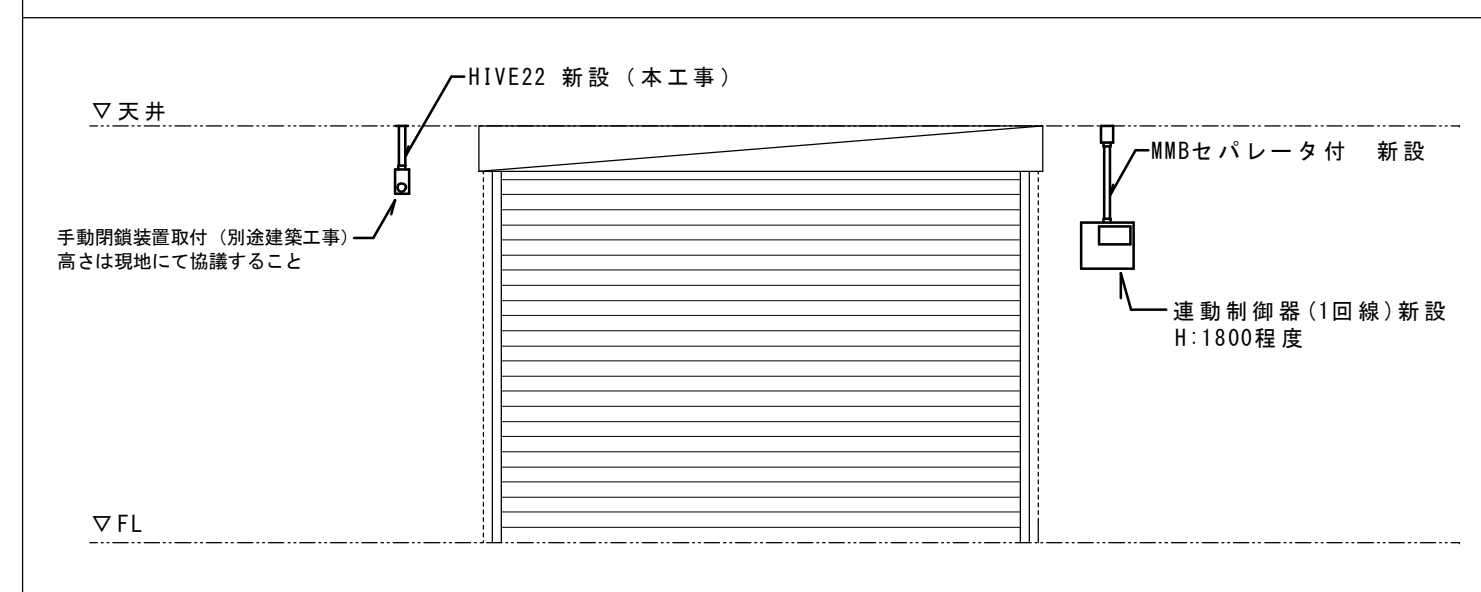 HIVE22 新設（本工事）
▽天井
MMBセパレータ付　新設
手動閉鎖装置取付（別途建築工事）
高さは現地にて協議すること
連動制御器(1回線)新設
H:1800程度
▽FL